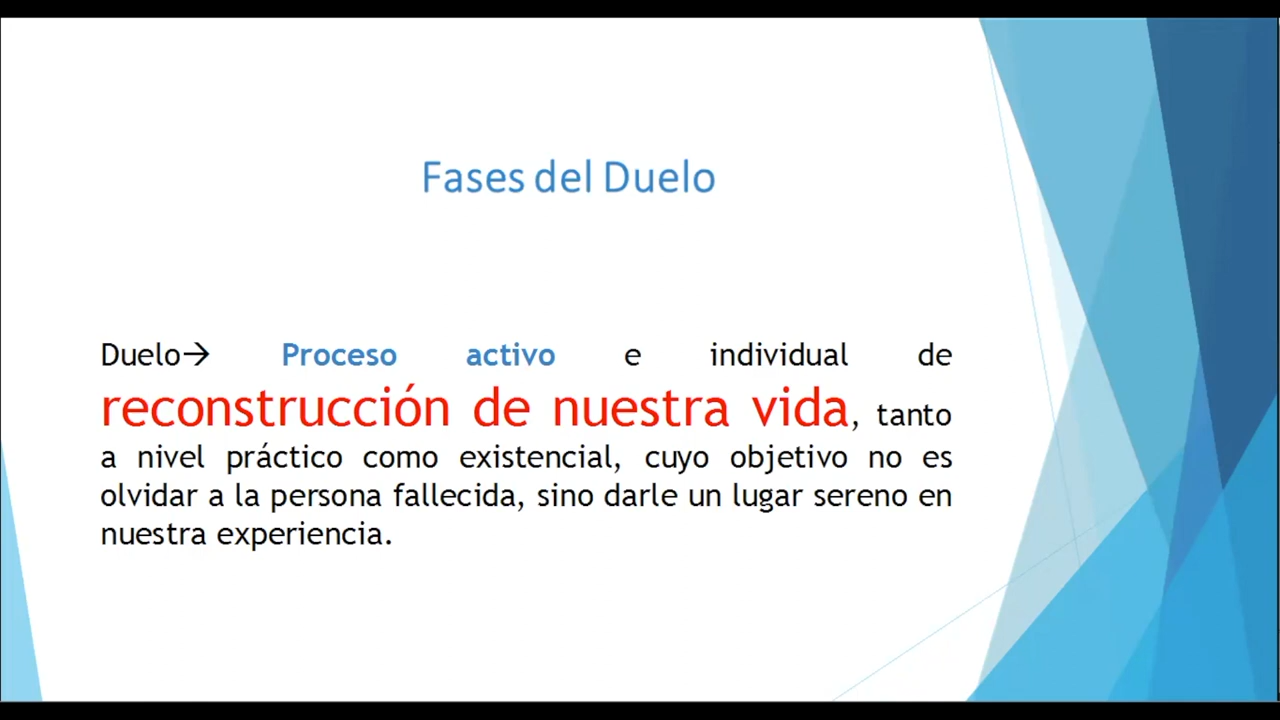 Fases del Duelo
Duelo→ Proceso activo e individual de
reconstrucción de nuestra vida, tanto
a nivel práctico como existencial, cuyo objetivo no es
olvidar a la persona fallecida, sino darle un lugar sereno en
nuestra experiencia.